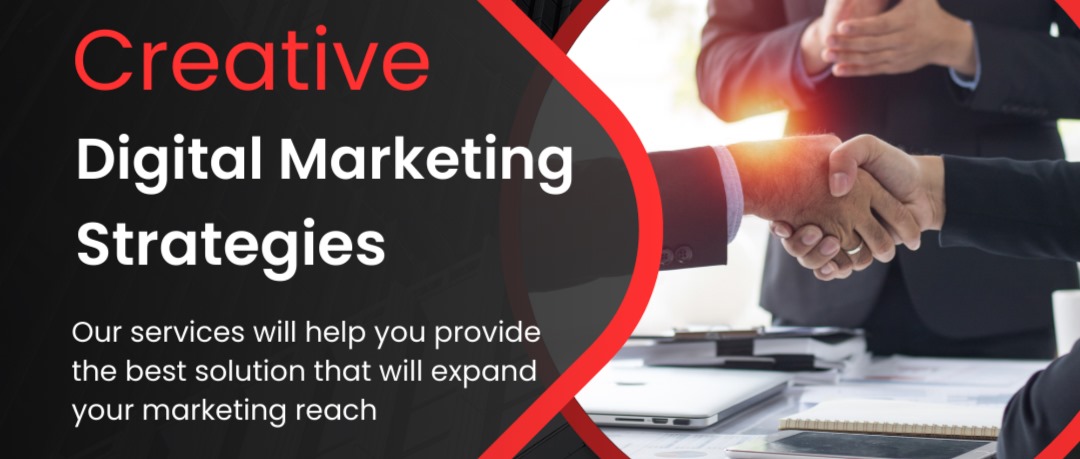 Creative
Digital Marketing
Strategies
Our services will help you provide
the best solution that will expand
your marketing reach